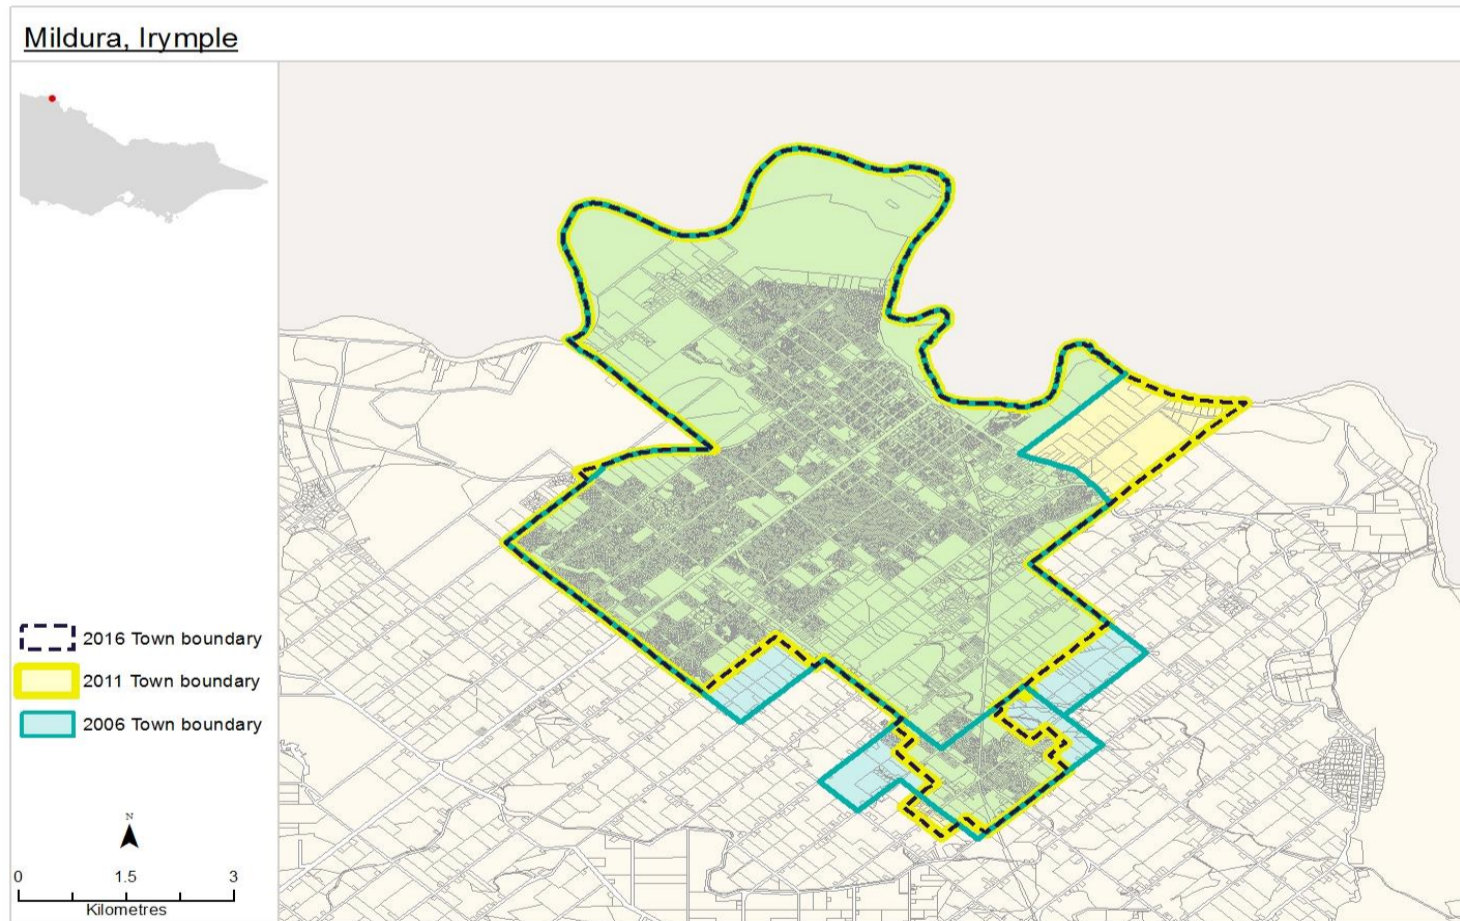 Mildura, Irymple
2016 Town boundary
2011 Town boundary
2006 Town boundary
N
0 1.5 3
Kilometres